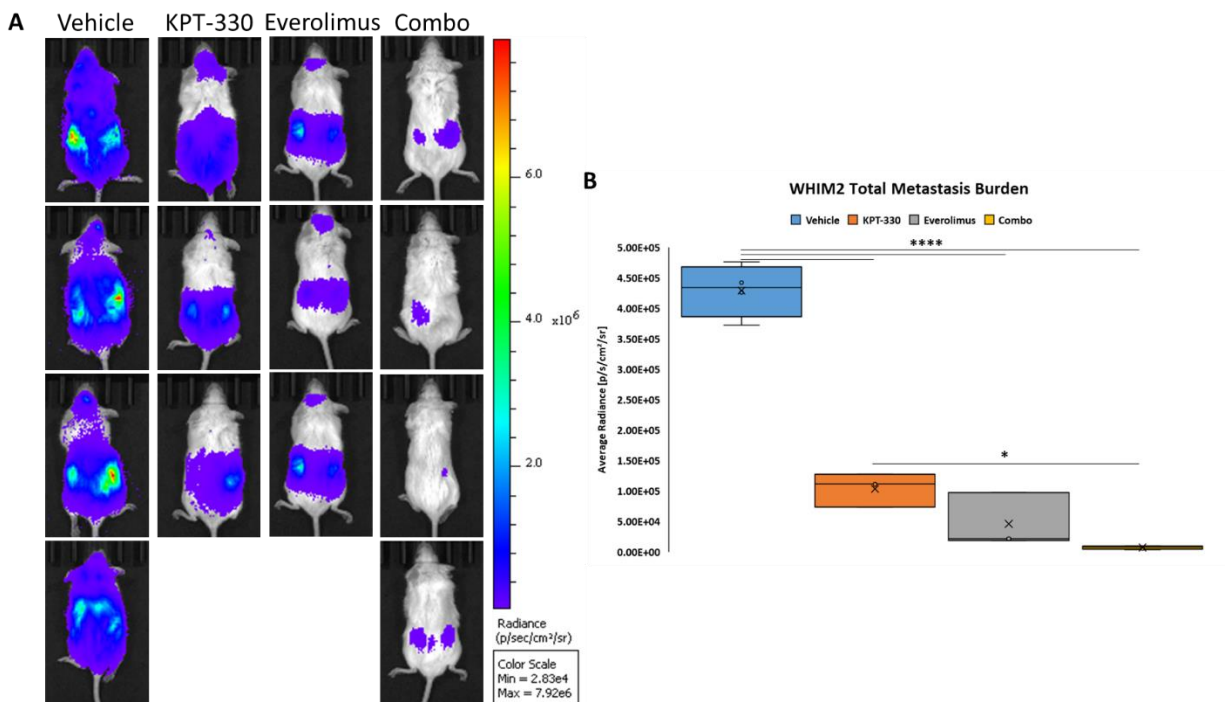 A
Vehicle KPT-330 Everolimus Combo
6.0
4.0
x10⁶
2.0
Radiance
(p/sec/cm²/sr)
Color Scale
Min = 2.83e4
Max = 7.92e6
B
WHIM2 Total Metastasis Burden
Vehicle KPT-330 Everolimus Combo
Average Radiance [p/s/cm²/sr]
5.00E+05
4.50E+05
4.00E+05
3.50E+05
3.00E+05
2.50E+05
2.00E+05
1.50E+05
1.00E+05
5.00E+04
0.00E+00
****
*